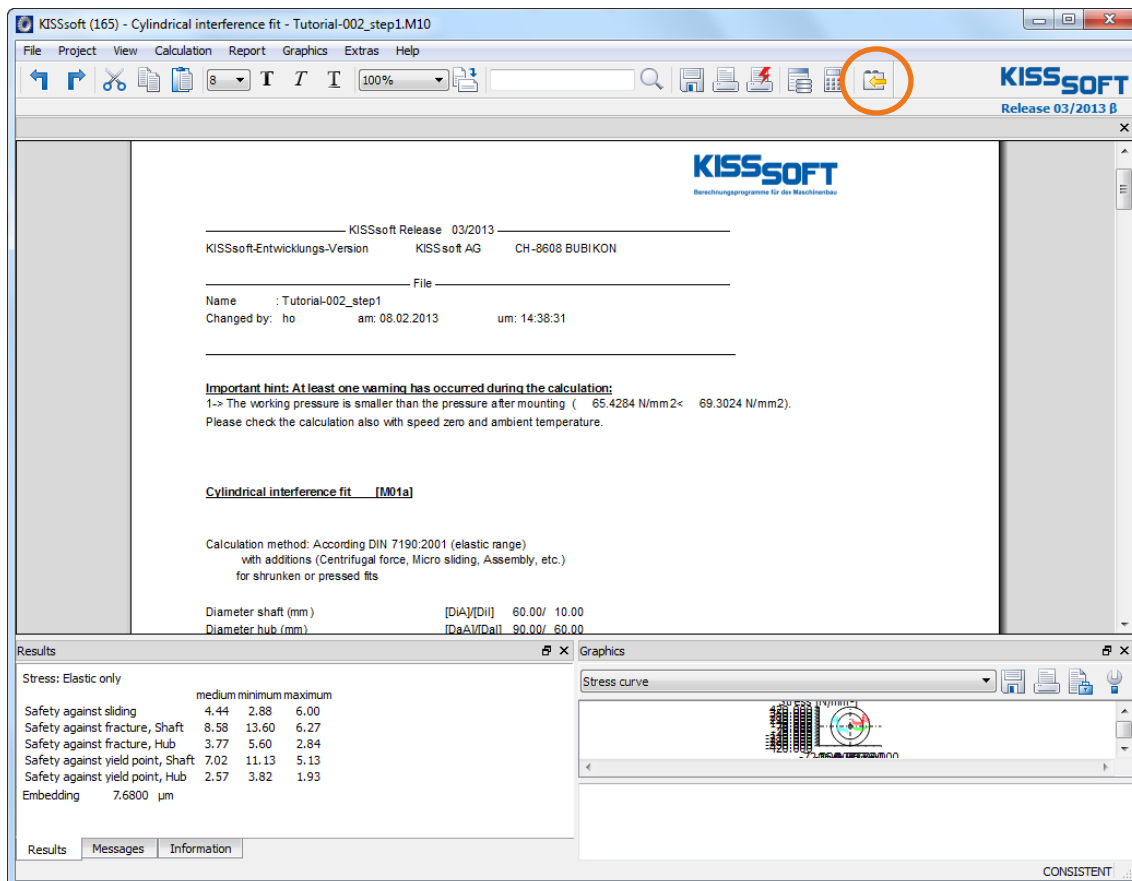 KISSsoft (165) - Cylindrical interference fit - Tutorial-002_step1.M10
File Project View Calculation Report Graphics Extras Help
8 T T T 100%
KISSSOFT
Release 03/2013 β
KISSSOFT
Berechnungsprogramme für den Maschinenbau
KISSsoft Release 03/2013
KISSsoft-Entwicklungs-Version KISSsoft AG CH-8608 BUBIKON
File
Name : Tutorial-002_step1
Changed by: ho am: 08.02.2013 um: 14:38:31
Important hint: At least one warning has occurred during the calculation:
1-> The working pressure is smaller than the pressure after mounting ( 65.4284 N/mm2< 69.3024 N/mm2).
Please check the calculation also with speed zero and ambient temperature.
Cylindrical interference fit [M01a]
Calculation method: According DIN 7190:2001 (elastic range)
with additions (Centrifugal force, Micro sliding, Assembly, etc.)
for shrunken or pressed fits
Diameter shaft (mm) [DiA]/[DiI] 60.00/ 10.00
Diameter hub (mm) [DaA]/[DaI] 90.00/ 60.00
Results
Stress: Elastic only
medium minimum maximum
Safety against sliding 4.44 2.88 6.00
Safety against fracture, Shaft 8.58 13.60 6.27
Safety against fracture, Hub 3.77 5.60 2.84
Safety against yield point, Shaft 7.02 11.13 5.13
Safety against yield point, Hub 2.57 3.82 1.93
Embedding 7.6800 µm
Results Messages Information
Graphics
Stress curve
CONSISTENT